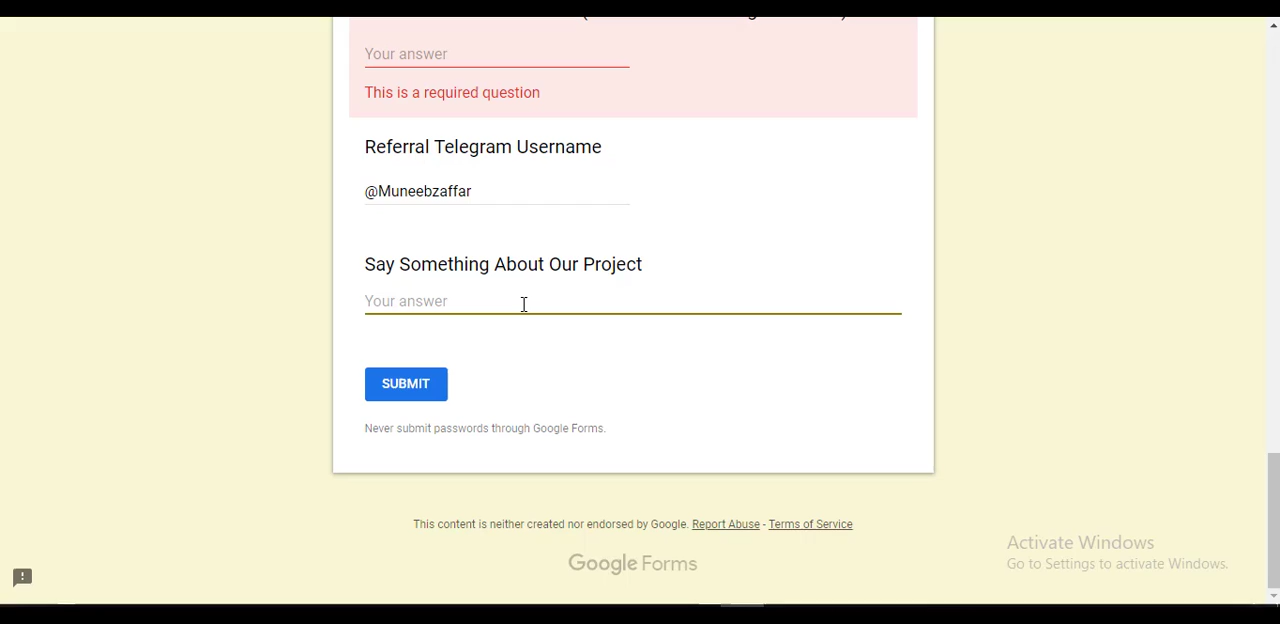 Your answer
This is a required question
Referral Telegram Username
@Muneebzaffar
Say Something About Our Project
Your answer
SUBMIT
Never submit passwords through Google Forms.
This content is neither created nor endorsed by Google. Report Abuse - Terms of Service
Google Forms
Activate Windows
Go to Settings to activate Windows.